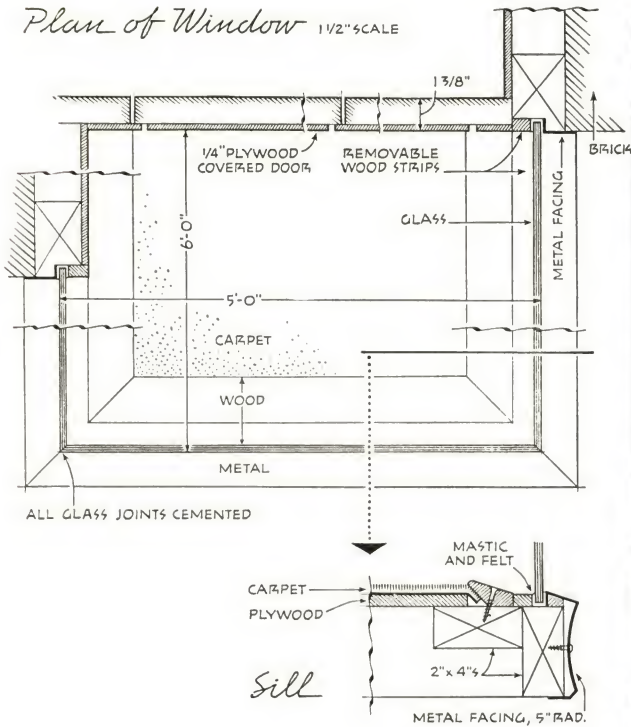 Plan of Window 1 1/2" SCALE
1 3/8"
1/4" PLYWOOD
COVERED DOOR
REMOVABLE
WOOD STRIPS
BRICK
METAL FACING
GLASS
6'-0"
5'-0"
CARPET
WOOD
METAL
ALL GLASS JOINTS CEMENTED
MASTIC
AND FELT
CARPET
PLYWOOD
2" x 4"s
Sill
METAL FACING, 5" RAD.